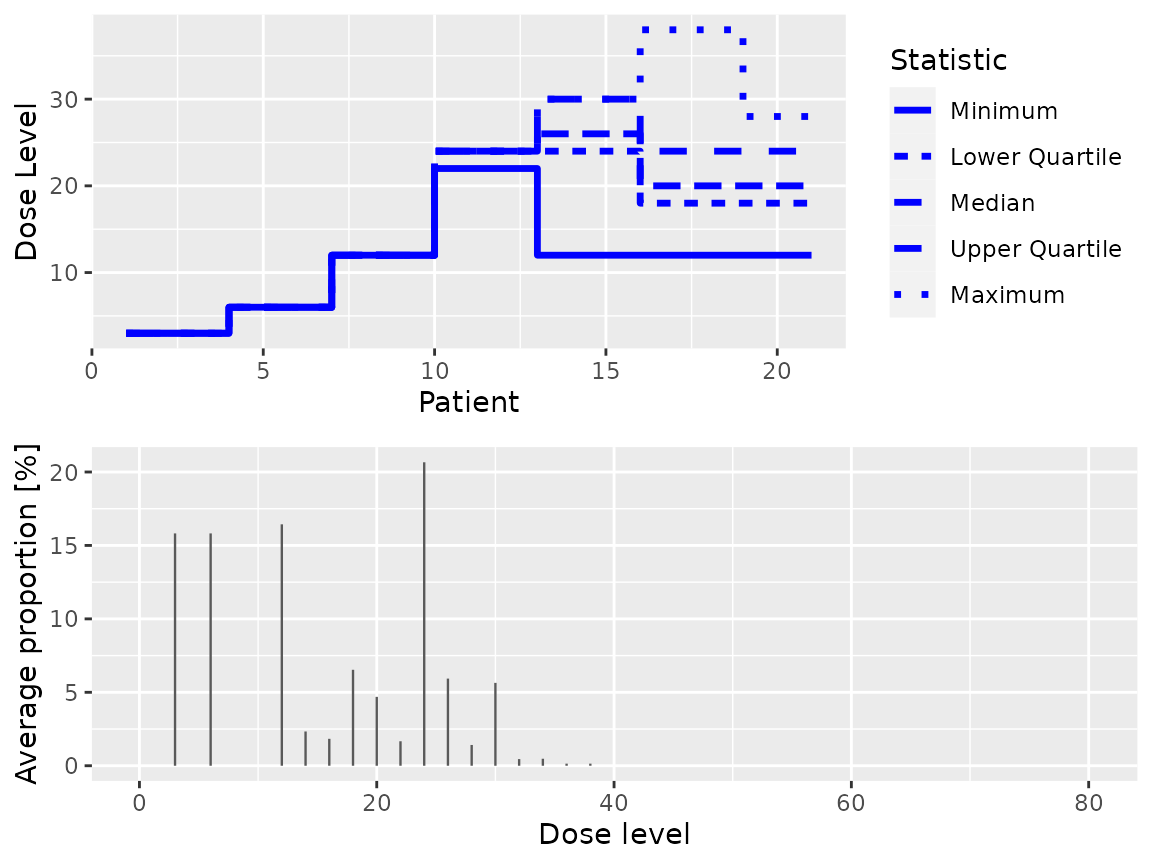 Dose Level
30
20
10
0
5
10
15
20
Patient
Statistic
Minimum
Lower Quartile
Median
Upper Quartile
Maximum
Average proportion [%]
20
15
10
5
0
0
20
40
60
80
Dose level